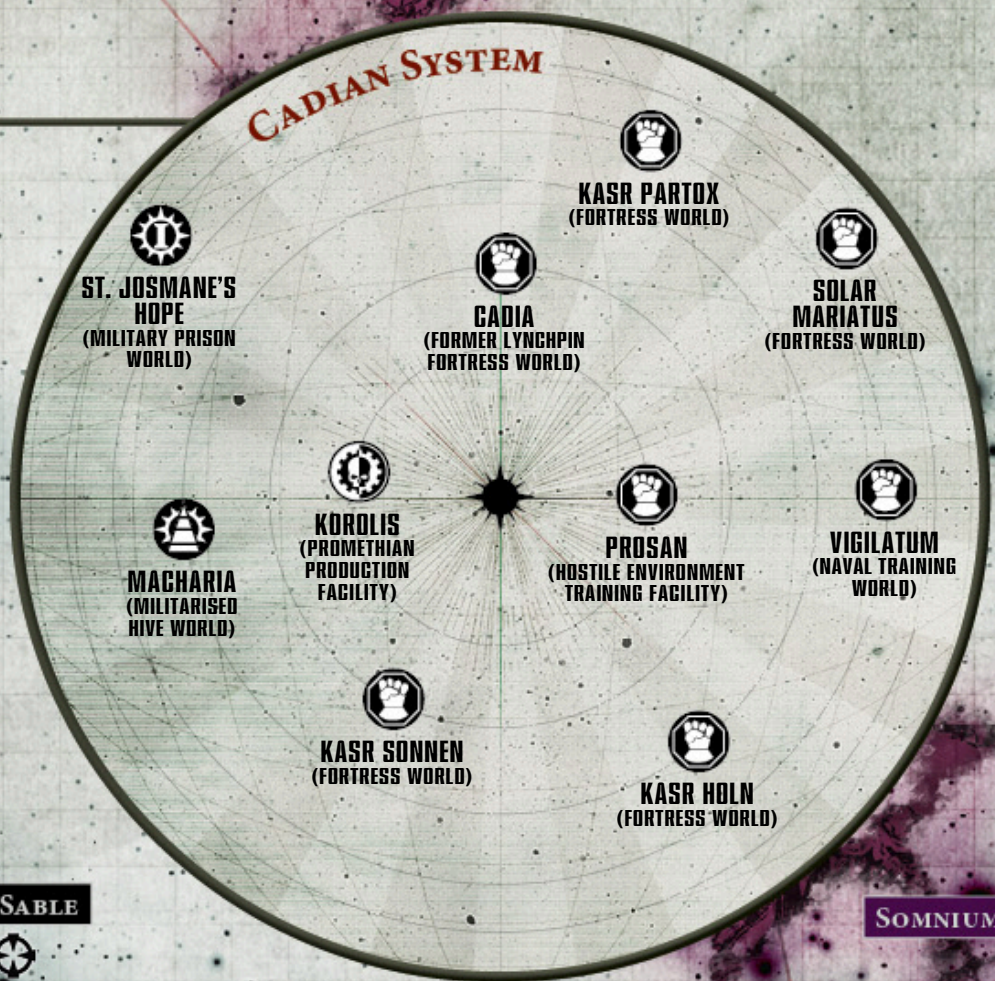 CADIAN SYSTEM
KASR PARTOX
(FORTRESS WORLD)
ST. JOSMANE'S
HOPE
(MILITARY PRISON
WORLD)
CADIA
(FORMER LYNCHPIN
FORTRESS WORLD)
SOLAR
MARIATUS
(FORTRESS WORLD)
KOROLIS
(PROMETHIAN
PRODUCTION
FACILITY)
PROSAN
(HOSTILE ENVIRONMENT
TRAINING FACILITY)
VIGILATUM
(NAVAL TRAINING
WORLD)
MACHARIA
(MILITARISED
HIVE WORLD)
KASR SONNEN
(FORTRESS WORLD)
KASR HOLN
(FORTRESS WORLD)
SABLE
SOMNIUM